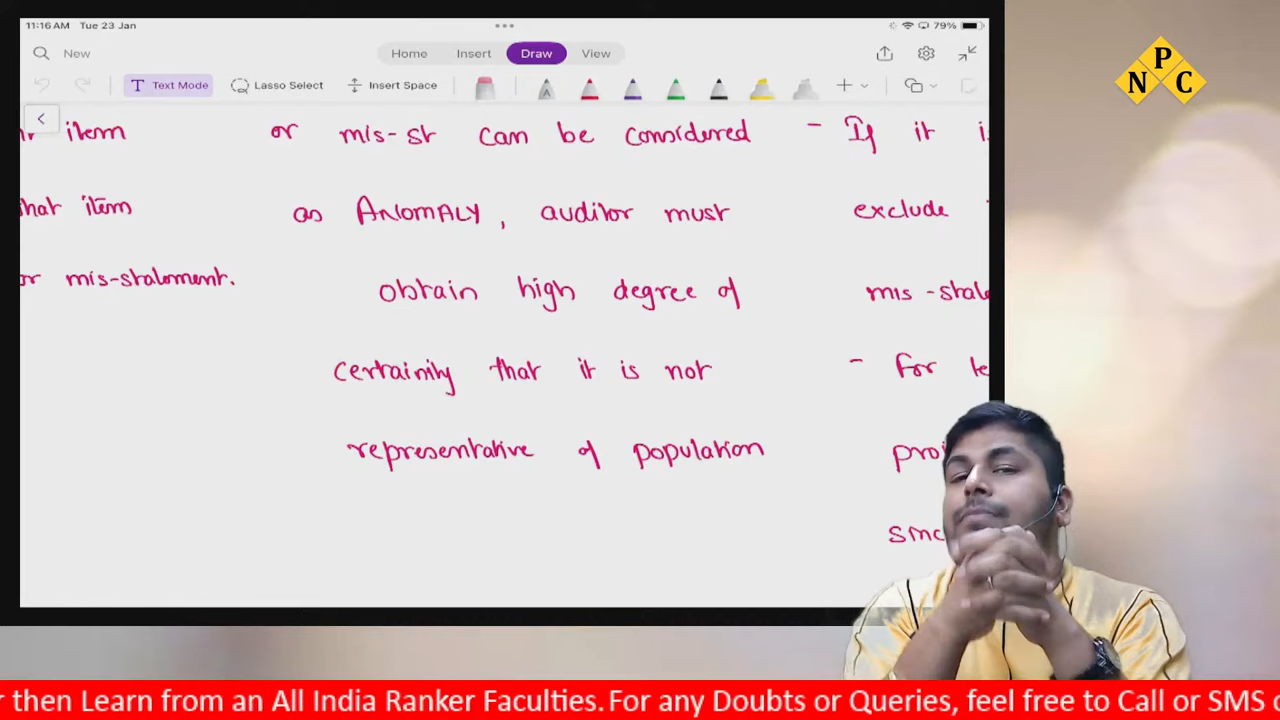 11:16 AM Tue 23 Jan
79%
New
Home Insert Draw View
Text Mode Lasso Select Insert Space
item
or mis-st can be considered
- If it
that item
as ANOMALY, auditor must
exclude
or mis-statement.
obtain high degree of
mis-state
certainity that it is not
- For te
representative of population
proj
N P C
then Learn from an All India Ranker Faculties. For any Doubts or Queries, feel free to Call or SMS